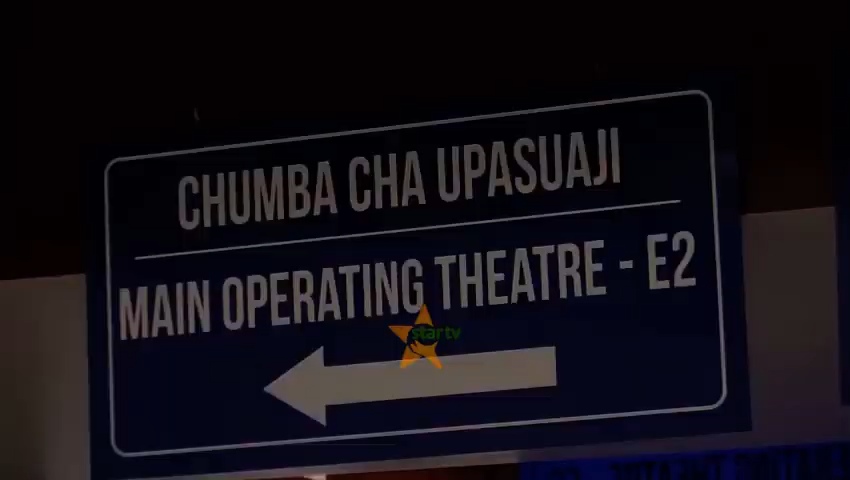 CHUMBA CHA UPASUAJI
MAIN OPERATING THEATRE - E2
startv